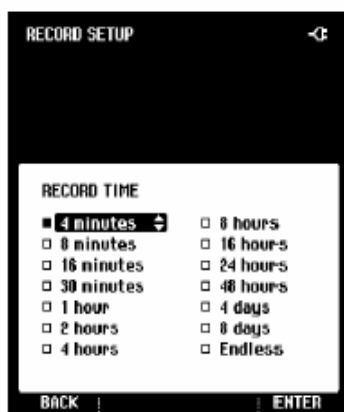 RECORD SETUP
RECORD TIME
4 minutes
8 minutes
16 minutes
30 minutes
1 hour
2 hours
4 hours
8 hours
16 hours
24 hours
48 hours
4 days
8 days
Endless
BACK
ENTER